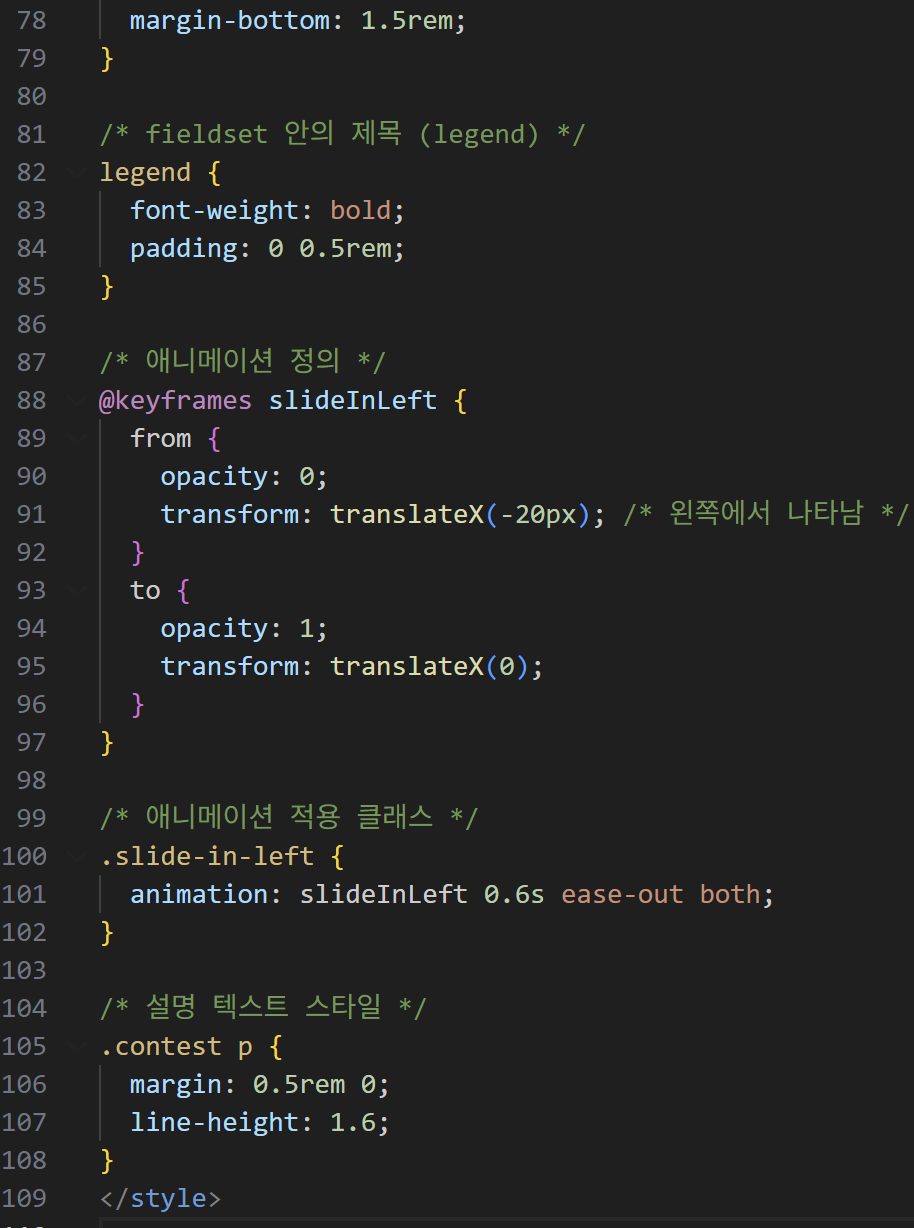 78 margin-bottom: 1.5rem;
79 }
80
81 /* fieldset 안의 제목 (legend) */
82 legend {
83 font-weight: bold;
84 padding: 0 0.5rem;
85 }
86
87 /* 애니메이션 정의 */
88 @keyframes slideInLeft {
89 from {
90 opacity: 0;
91 transform: translateX(-20px); /* 왼쪽에서 나타남 */
92 }
93 to {
94 opacity: 1;
95 transform: translateX(0);
96 }
97 }
98
99 /* 애니메이션 적용 클래스 */
100 .slide-in-left {
101 animation: slideInLeft 0.6s ease-out both;
102 }
103
104 /* 설명 텍스트 스타일 */
105 .contest p {
106 margin: 0.5rem 0;
107 line-height: 1.6;
108 }
109 </style>